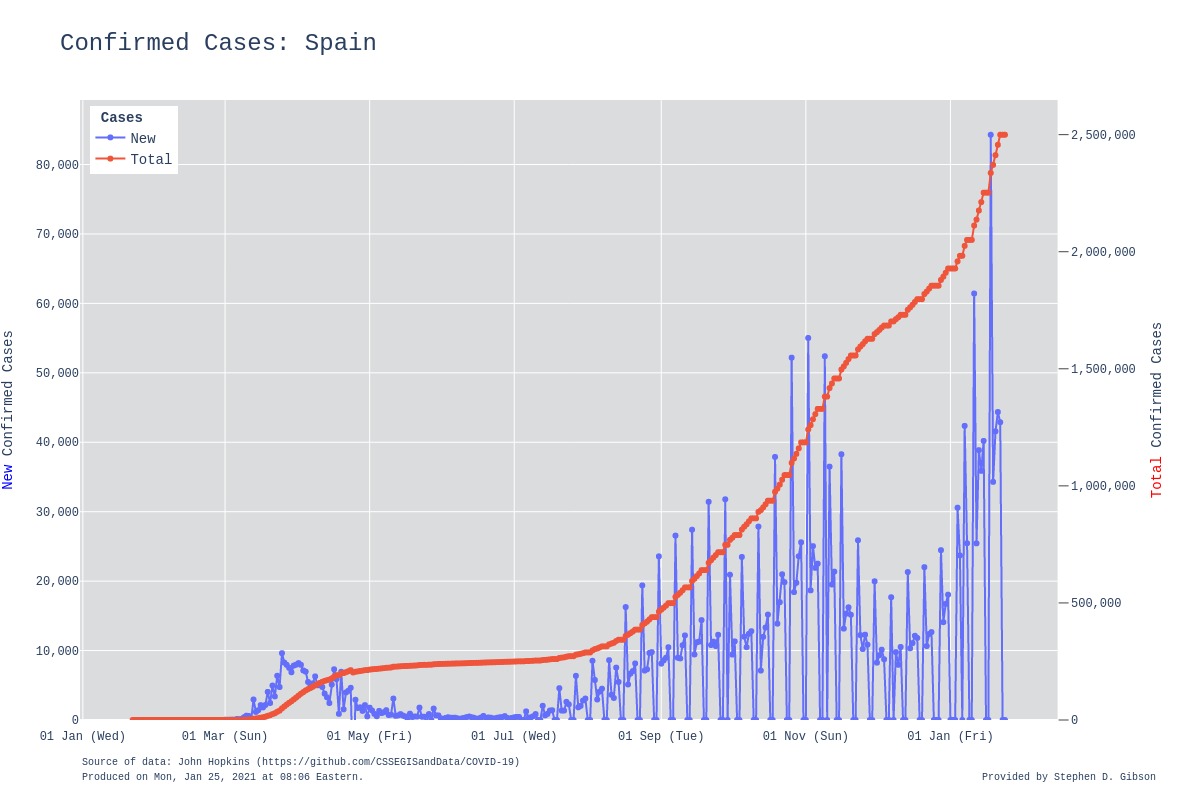 Confirmed Cases: Spain
Cases
New
Total
80,000
70,000
60,000
50,000
40,000
30,000
20,000
10,000
0
New Confirmed Cases
2,500,000
2,000,000
1,500,000
1,000,000
500,000
0
Total Confirmed Cases
01 Jan (Wed) 01 Mar (Sun) 01 May (Fri) 01 Jul (Wed) 01 Sep (Tue) 01 Nov (Sun) 01 Jan (Fri)
Source of data: John Hopkins (https://github.com/CSSEGISandData/COVID-19)
Produced on Mon, Jan 25, 2021 at 08:06 Eastern.
Provided by Stephen D. Gibson